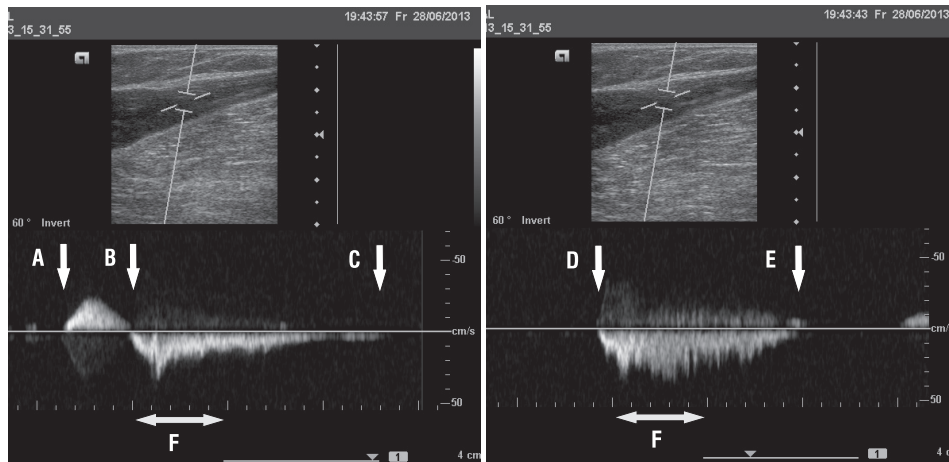 L
19:43:57 Fr 28/06/2013
3_15_31_55
60 ° Invert
A
B
C
50
cm/s
-50
F
1
4 cm
AL
19:43:43 Fr 28/06/2013
3_15_31_55
60 ° Invert
D
E
-50
cm/
-50
F
1
4